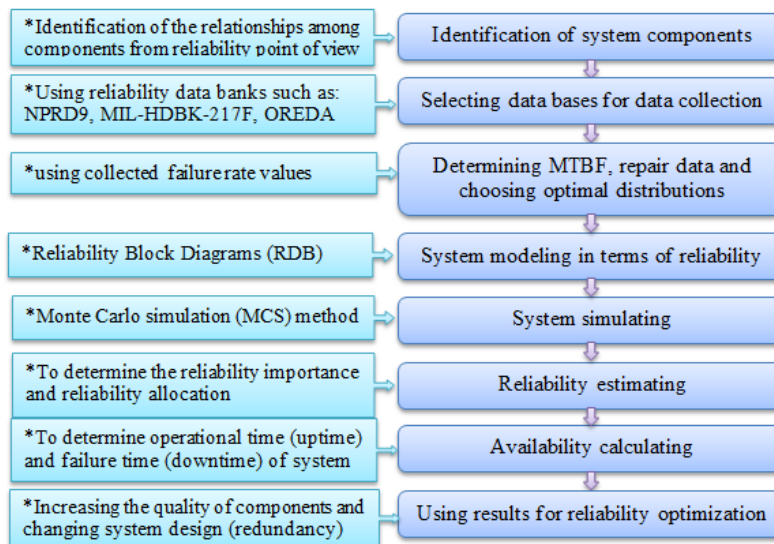 *Identification of the relationships among
components from reliability point of view
Identification of system components
*Using reliability data banks such as:
NPRD9, MIL-HDBK-217F, OREDA
Selecting data bases for data collection
*using collected failure rate values
Determining MTBF, repair data and
choosing optimal distributions
*Reliability Block Diagrams (RDB)
System modeling in terms of reliability
*Monte Carlo simulation (MCS) method
System simulating
*To determine the reliability importance
and reliability allocation
Reliability estimating
*To determine operational time (uptime)
and failure time (downtime) of system
Availability calculating
*Increasing the quality of components and
changing system design (redundancy)
Using results for reliability optimization